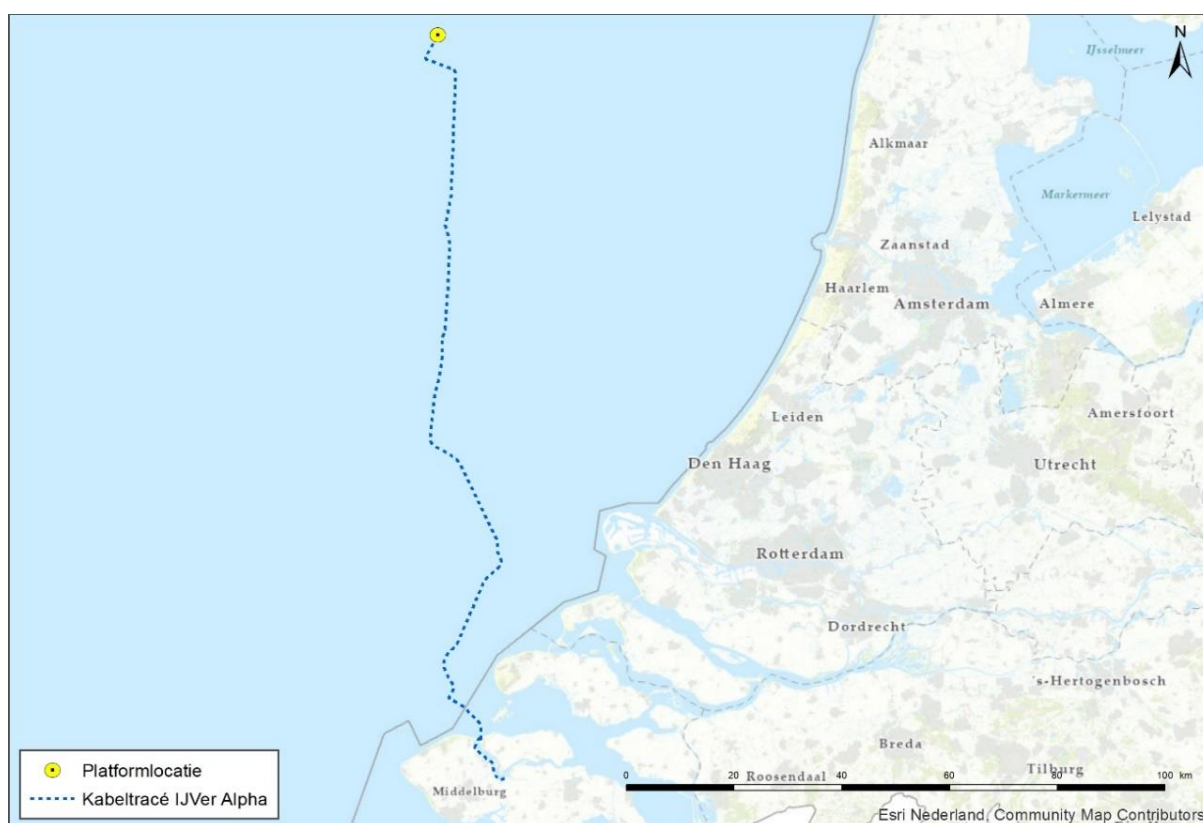 N
IJsselmeer
Alkmaar
Markermeer
Lelystad
Zaanstad
Haarlem
Amsterdam
Almere
Leiden
Amersfoort
Den Haag
Utrecht
Rotterdam
Dordrecht
's-Hertogenbosch
Breda
Tilburg
Roosendaal
Middelburg
0 20 40 60 80 100 km
Platformlocatie
Kabeltracé IJVer Alpha
Esri Nederland, Community Map Contributors